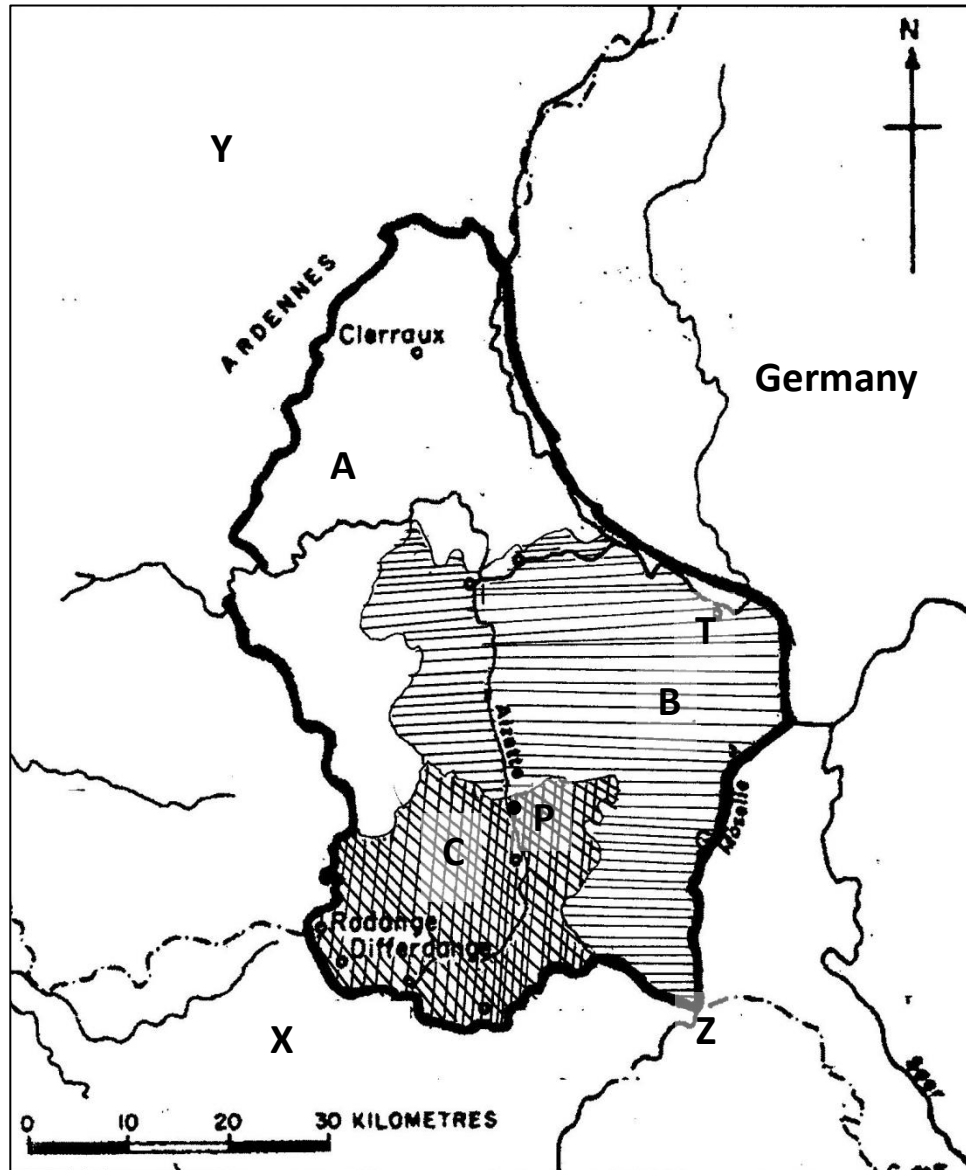 N
Y
ARDENNES
Clerraux
Germany
A
T
B
Alzette
P
C
Moselle
Rodange
Differdange
Z
X
Saar
0 10 20 30 KILOMETRES